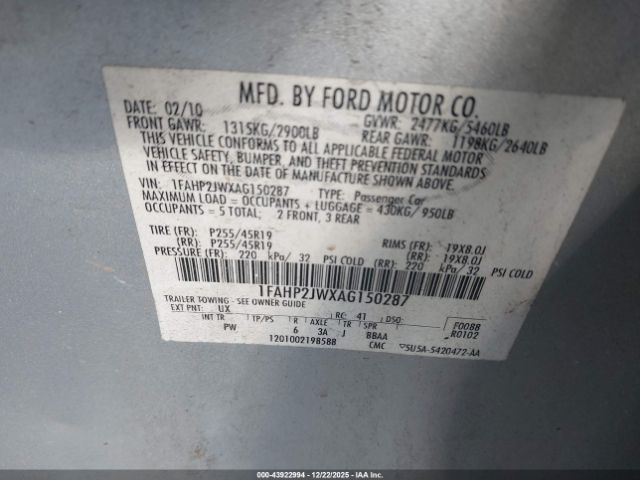 MFD. BY FORD MOTOR CO.
DATE: 02/10 GVWR: 2477KG/5460LB
FRONT GAWR: 1315KG/2900LB REAR GAWR: 1198KG/2640LB
THIS VEHICLE CONFORMS TO ALL APPLICABLE FEDERAL MOTOR
VEHICLE SAFETY, BUMPER, AND THEFT PREVENTION STANDARDS
IN EFFECT ON THE DATE OF MANUFACTURE SHOWN ABOVE.
VIN: 1FAHP2JWXAG150287 TYPE: Passenger Car
MAXIMUM LOAD = OCCUPANTS + LUGGAGE = 430KG/950LB
OCCUPANTS = 5 TOTAL; 2 FRONT, 3 REAR
TIRE (FR): P255/45R19 RIMS (FR): 19X8.0J
(RR): P255/45R19 (RR): 19X8.0J
PRESSURE (FR): 220 kPa/ 32 PSI COLD (RR): 220 kPa/ 32 PSI COLD
1FAHP2JWXAG150287
TRAILER TOWING - SEE OWNER GUIDE
EXT PNT: UX RC: 41 DSO: F0088
INT TR TP/PS R AXLE TR SPR R0102
PW 6 3A J BBAA
1201002198588 CMC 5U5A-5420472-AA
000-43922994 - 12/22/2025 - IAA Inc.